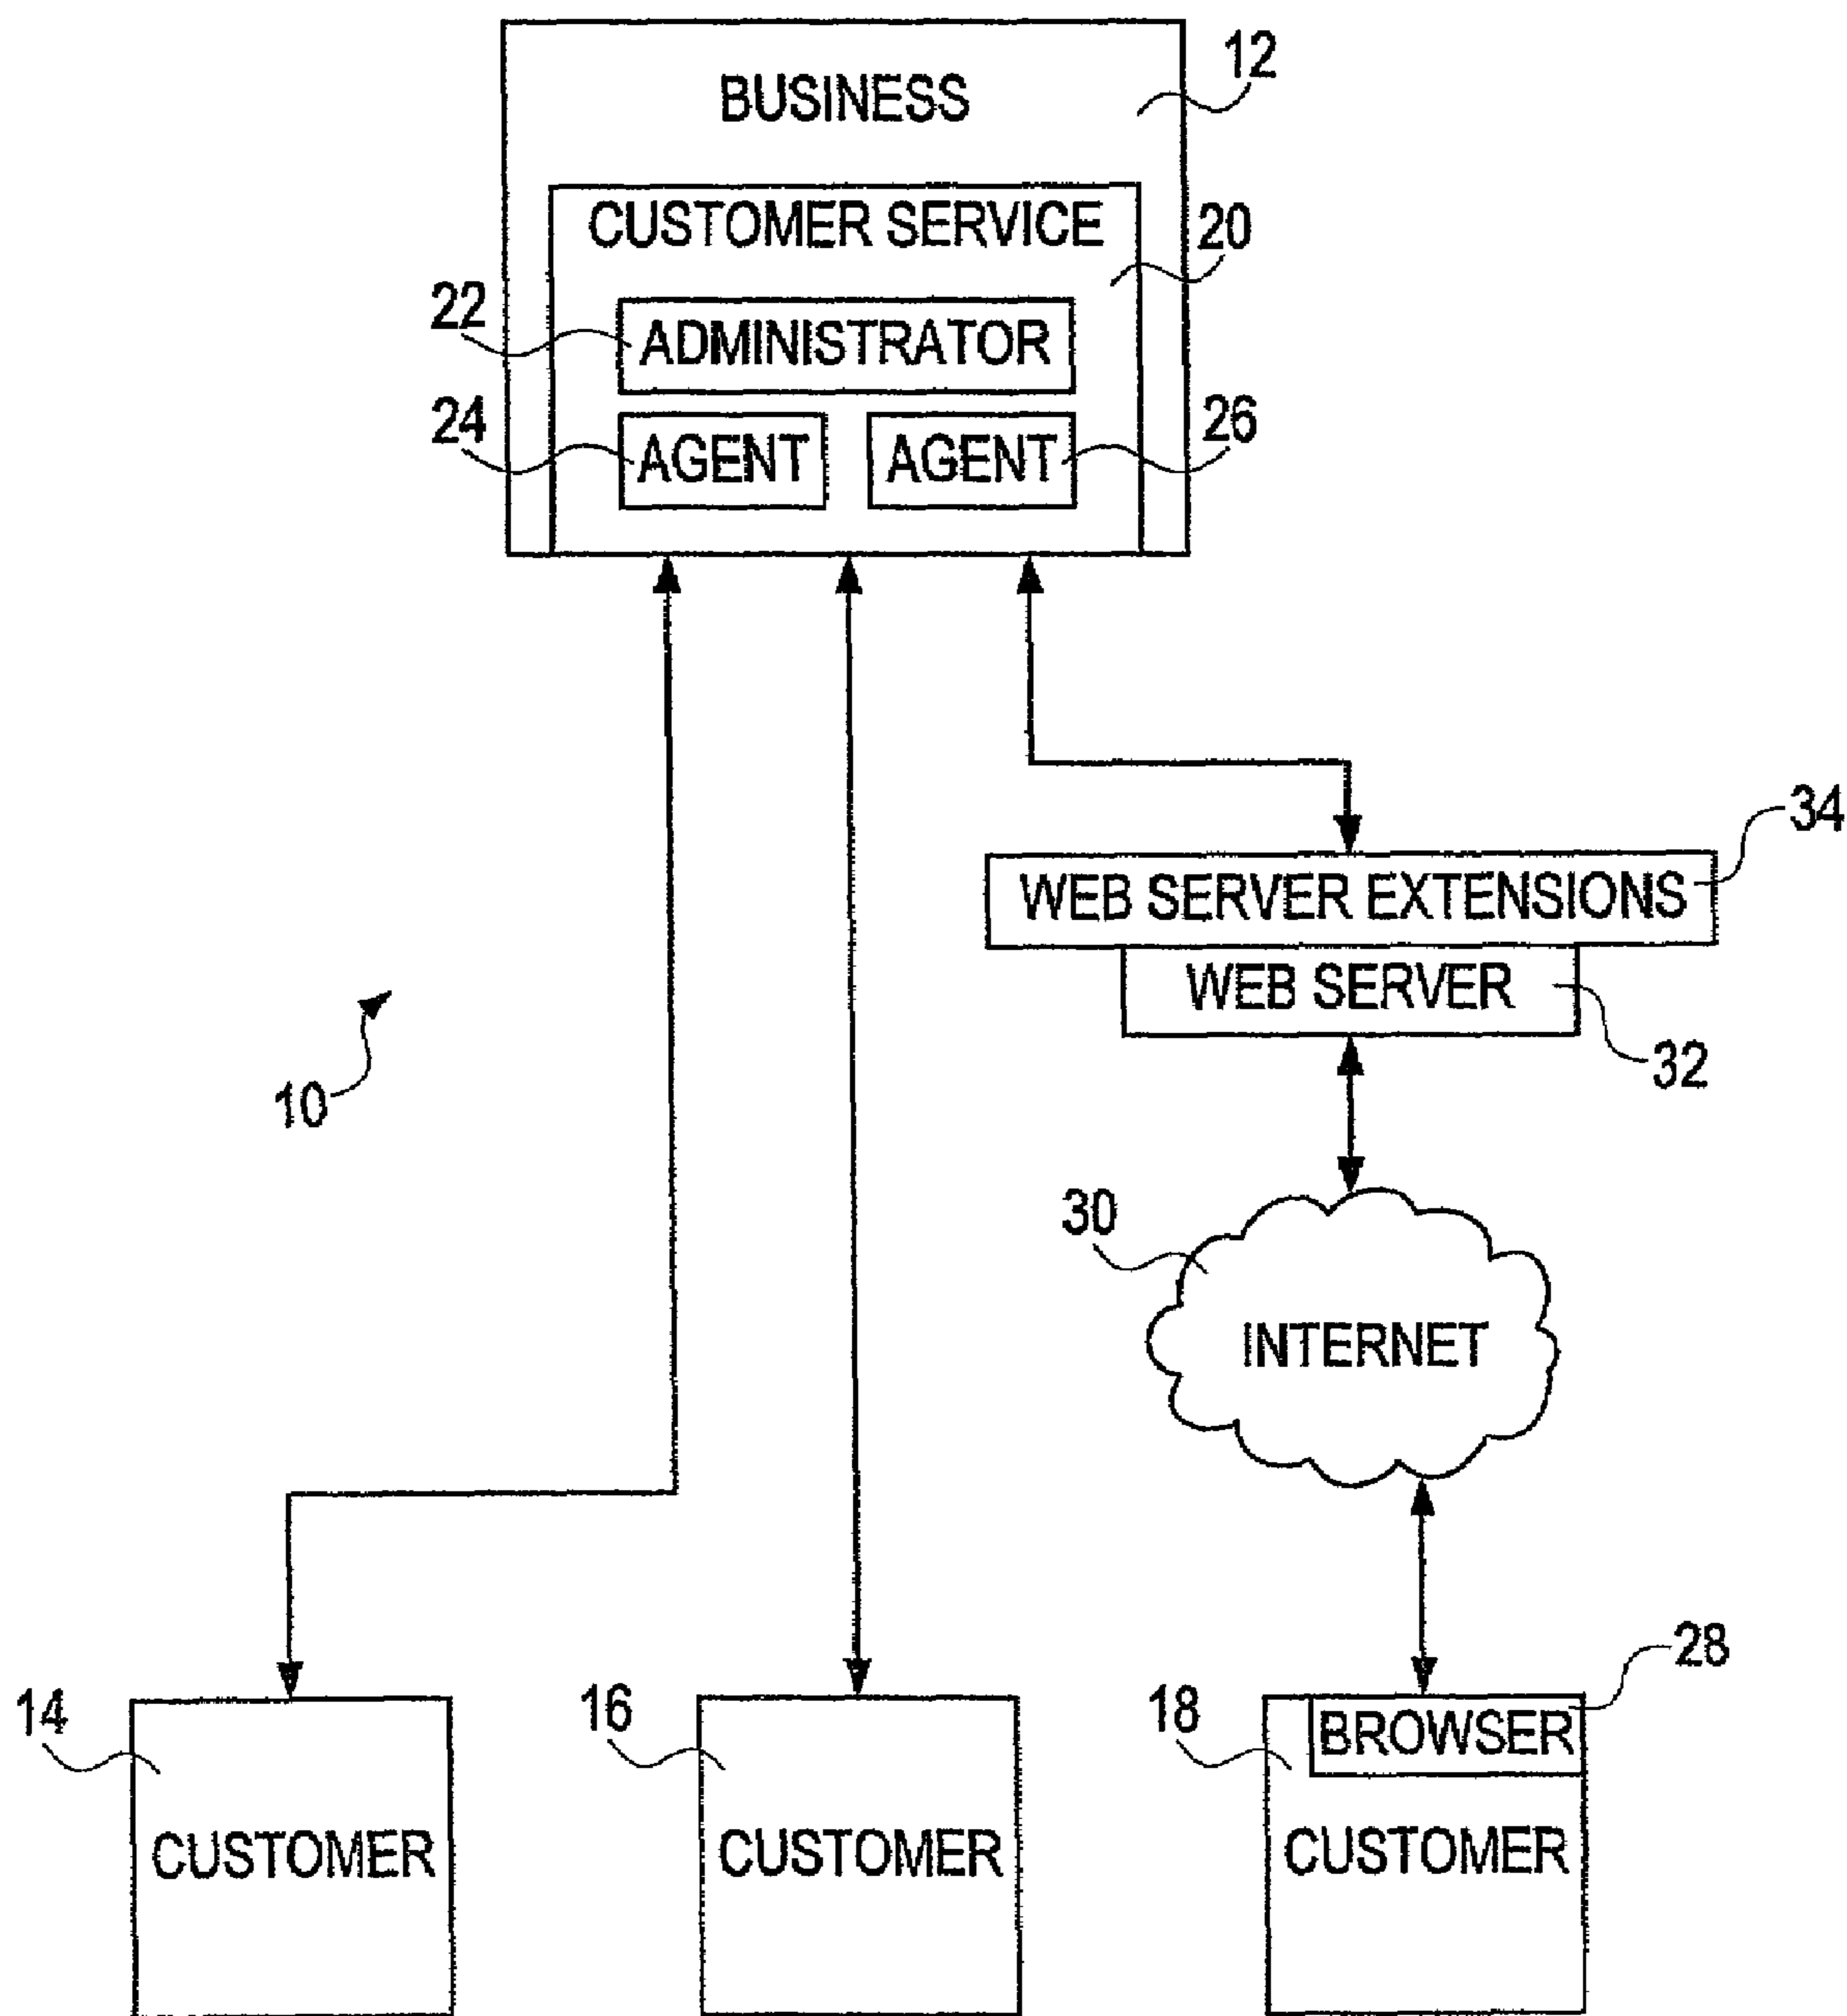 BUSINESS
12
CUSTOMER SERVICE
20
22
ADMINISTRATOR
24
AGENT
AGENT
26
34
WEB SERVER EXTENSIONS
WEB SERVER
32
10
30
INTERNET
28
14
16
18
BROWSER
CUSTOMER
CUSTOMER
CUSTOMER